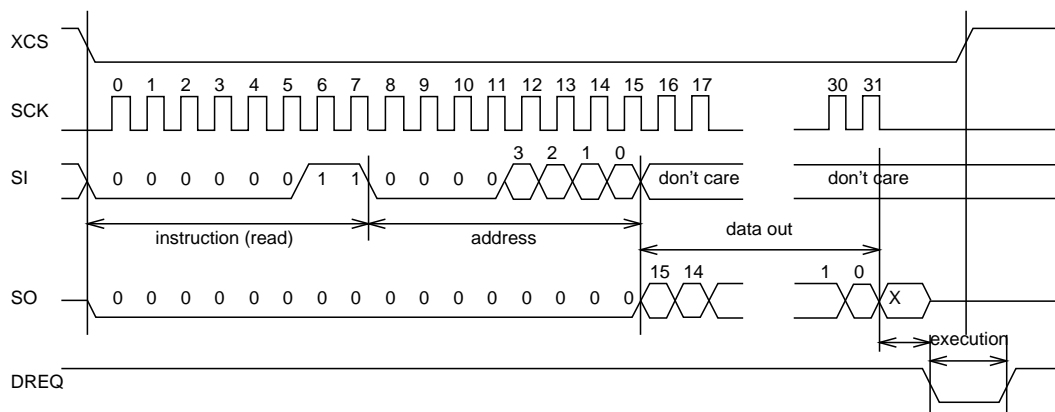 XCS
0 1 2 3 4 5 6 7 8 9 10 11 12 13 14 15 16 17 30 31
SCK
3 2 1 0
SI 0 0 0 0 0 0 1 1 0 0 0 0 don't care don't care
instruction (read) address data out
15 14 1 0
SO 0 0 0 0 0 0 0 0 0 0 0 0 0 0 0 0 X
execution
DREQ